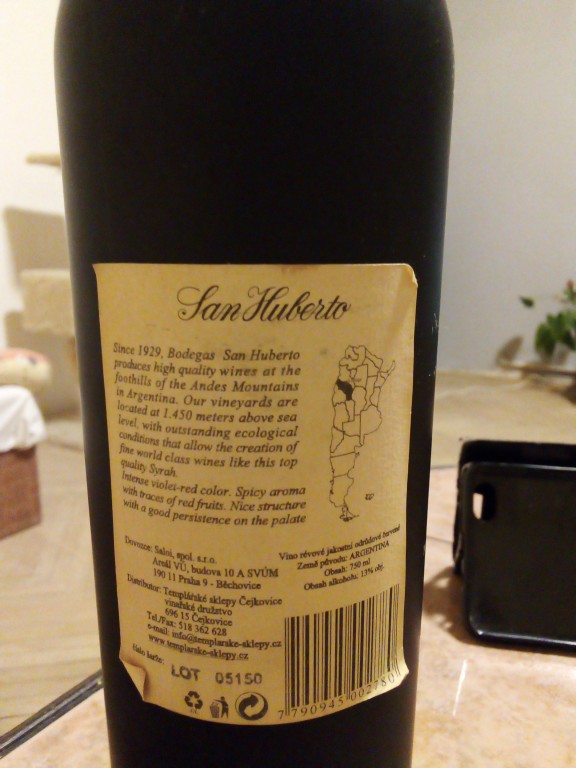 San Huberto
Since 1929, Bodegas San Huberto
produces high quality wines at the
foothills of the Andes Mountains
in Argentina. Our vineyards are
located at 1.450 meters above sea
level, with outstanding ecological
conditions that allow the creation of
fine world class wines like this top
quality Syrah.
Intense violet-red color. Spicy aroma
with traces of red fruits. Nice structure
with a good persistence on the palate
Dovozce: Saloi, spol. s.r.o.
Areál VÚ, budova 10 A SVÚM
190 11 Praha 9 - Běchovice
Distributor: Templářské sklepy Čejkovice
vinařské družstvo
696 15 Čejkovice
Tel./Fax: 518 362 628
e-mail: info@templarske-sklepy.cz
www.templarske-sklepy.cz
číslo šarže:
LOT 05150
Víno révové jakostní odrůdové červené
Země původu: ARGENTINA
Obsah: 750 ml
Obsah alkoholu: 13% obj.
7 790945 002780